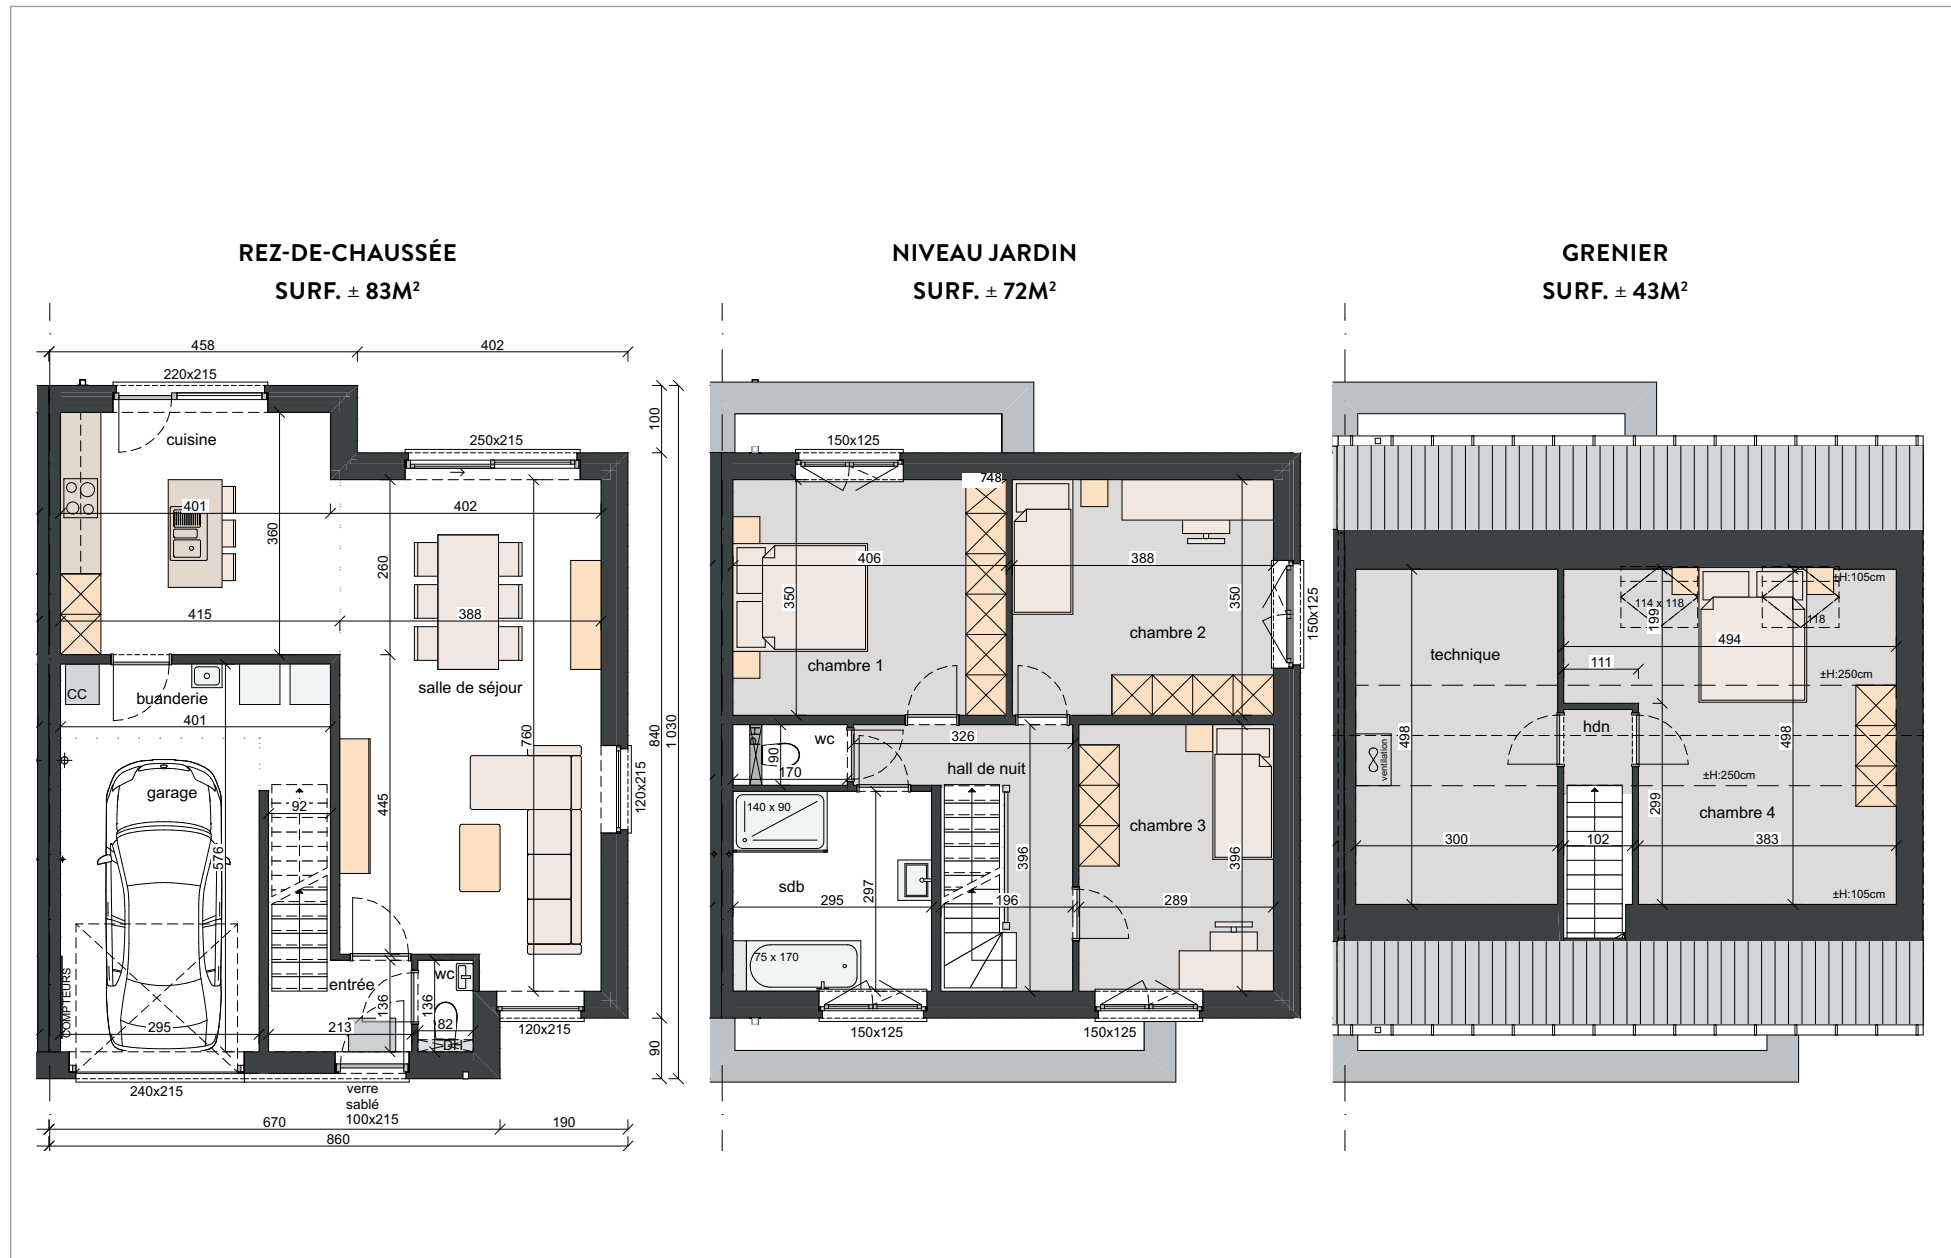 REZ-DE-CHAUSSÉE
SURF. ± 83M²
458
402
220x215
cuisine
250x215
100
401
402
360
260
415
388
salle de séjour
CC
buanderie
401
760
840
1 030
garage
92
445
576
120x215
entrée
wc
136
136
COMPTEURS
295
213
82
DH
120x215
90
240x215
verre
sablé
100x215
670
190
860
NIVEAU JARDIN
SURF. ± 72M²
150x125
748
406
388
350
350
150x125
chambre 2
chambre 1
wc
90
326
170
hall de nuit
140 x 90
chambre 3
396
396
sdb
297
295
196
289
75 x 170
150x125
150x125
GRENIER
SURF. ± 43M²
±H:105cm
114 x 118
118
199
494
technique
111
±H:250cm
hdn
498
498
ventilation
±H:250cm
299
chambre 4
300
102
383
±H:105cm